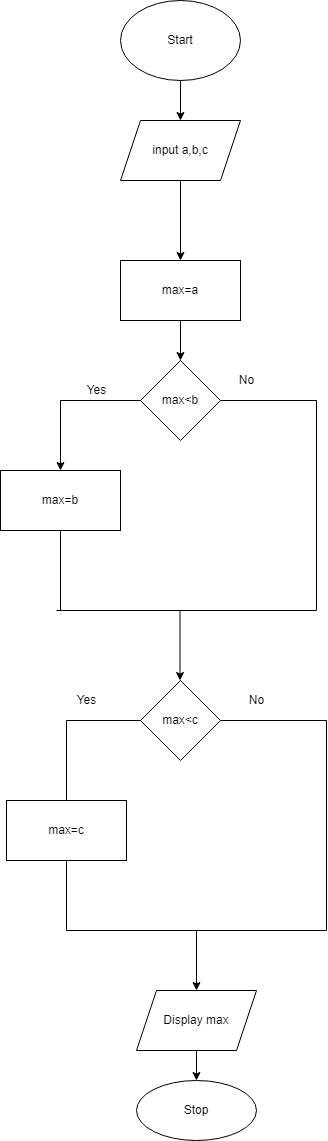 Start
input a,b,c
max=a
max<b
Yes
No
max=b
max<c
Yes
No
max=c
Display max
Stop